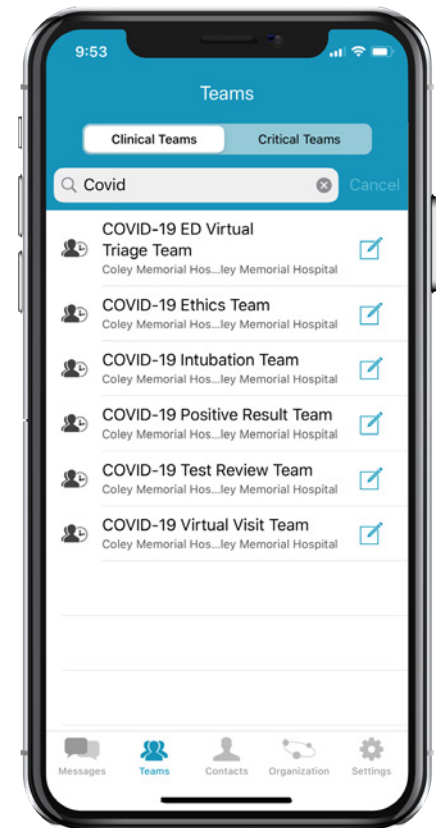 9:53
Teams
Clinical Teams
Critical Teams
Covid
Cancel
COVID-19 ED Virtual
Triage Team
Coley Memorial Hos...ley Memorial Hospital
COVID-19 Ethics Team
Coley Memorial Hos...ley Memorial Hospital
COVID-19 Intubation Team
Coley Memorial Hos...ley Memorial Hospital
COVID-19 Positive Result Team
Coley Memorial Hos...ley Memorial Hospital
COVID-19 Test Review Team
Coley Memorial Hos...ley Memorial Hospital
COVID-19 Virtual Visit Team
Coley Memorial Hos...ley Memorial Hospital
Messages
Teams
Contacts
Organization
Settings